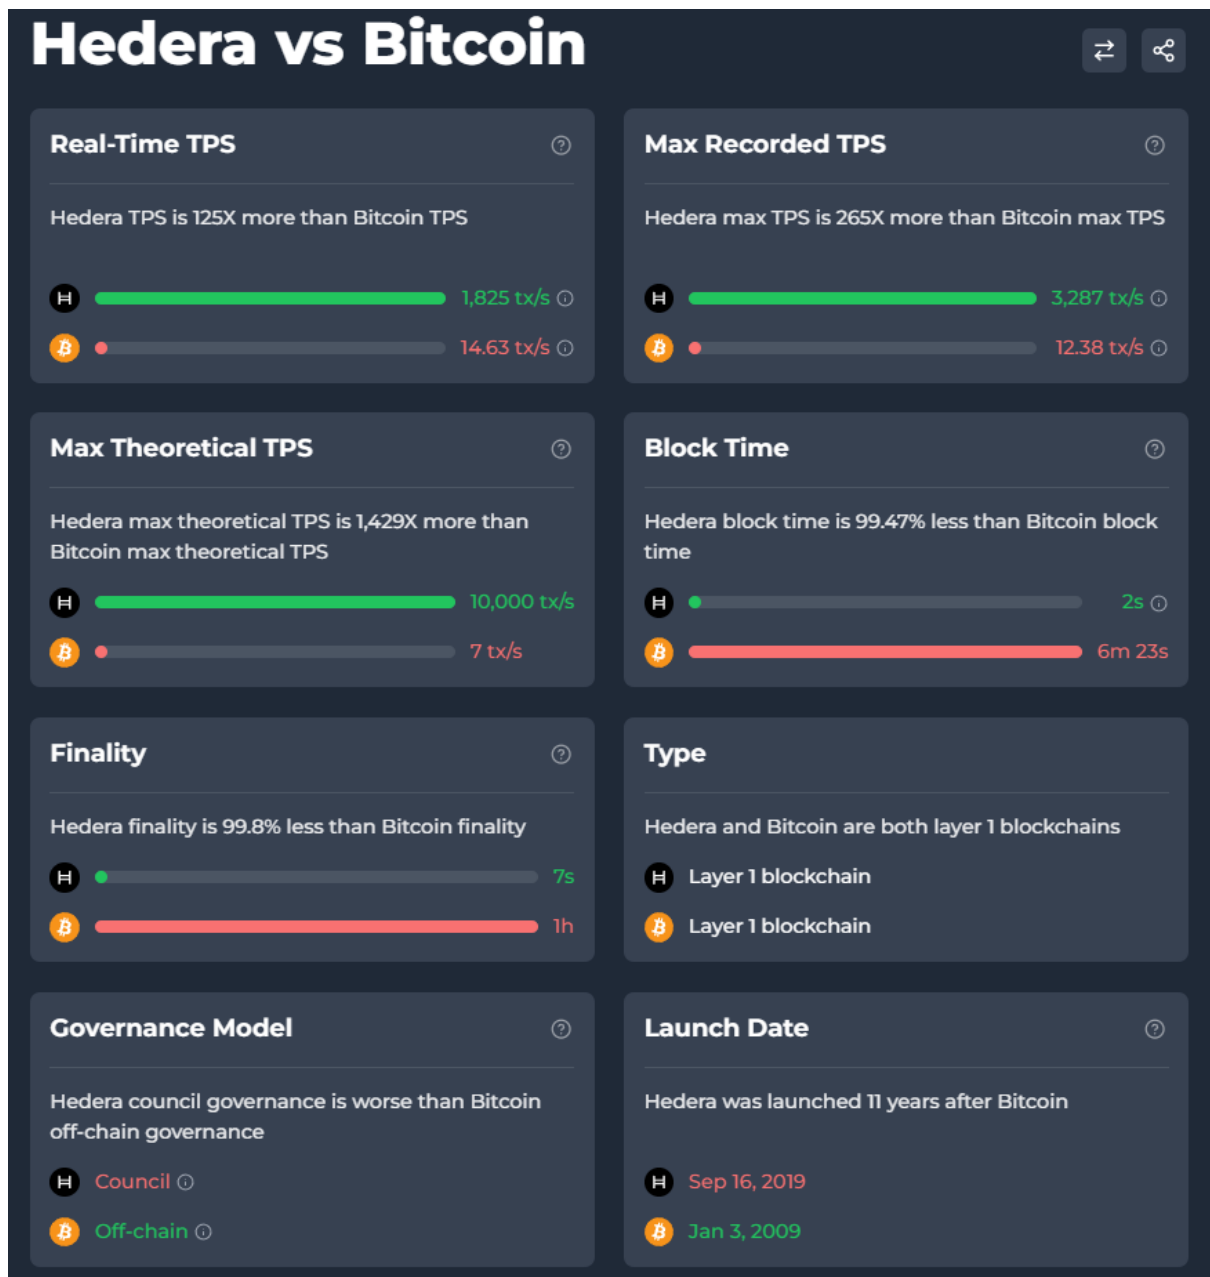 Hedera vs Bitcoin
Real-Time TPS
Hedera TPS is 125X more than Bitcoin TPS
1,825 tx/s
14.63 tx/s
Max Recorded TPS
Hedera max TPS is 265X more than Bitcoin max TPS
3,287 tx/s
12.38 tx/s
Max Theoretical TPS
Hedera max theoretical TPS is 1,429X more than
Bitcoin max theoretical TPS
10,000 tx/s
7 tx/s
Block Time
Hedera block time is 99.47% less than Bitcoin block
time
2s
6m 23s
Finality
Hedera finality is 99.8% less than Bitcoin finality
7s
1h
Type
Hedera and Bitcoin are both layer 1 blockchains
Layer 1 blockchain
Layer 1 blockchain
Governance Model
Hedera council governance is worse than Bitcoin
off-chain governance
Council
Off-chain
Launch Date
Hedera was launched 11 years after Bitcoin
Sep 16, 2019
Jan 3, 2009